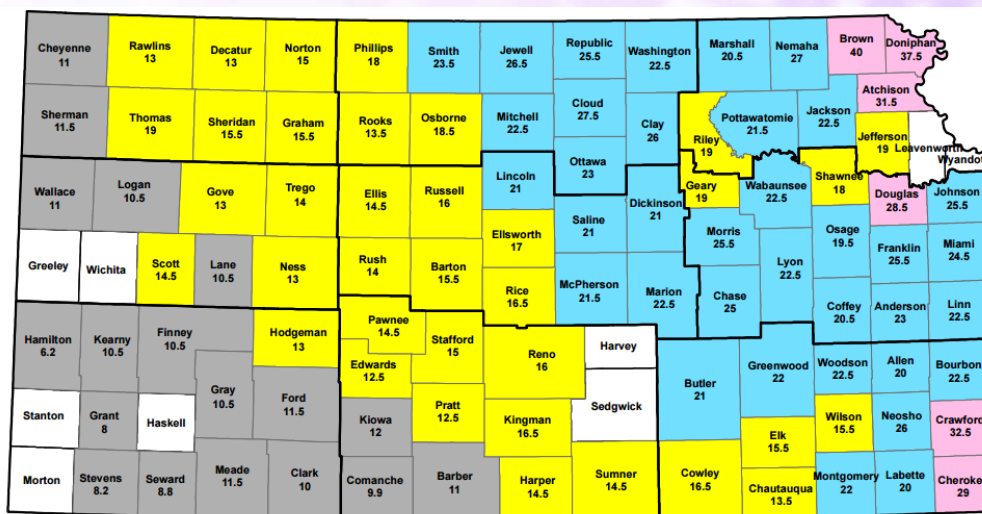 Cheyenne
11
Rawlins
13
Decatur
13
Norton
15
Phillips
18
Smith
23.5
Jewell
26.5
Republic
25.5
Washington
22.5
Marshall
20.5
Nemaha
27
Brown
40
Doniphan
37.5
Atchison
31.5
Sherman
11.5
Thomas
19
Sheridan
15.5
Graham
15.5
Rooks
13.5
Osborne
18.5
Mitchell
22.5
Cloud
27.5
Clay
26
Riley
19
Pottawatomie
21.5
Jackson
22.5
Jefferson
19
Leavenworth
Wyandot
Ottawa
23
Wallace
11
Logan
10.5
Gove
13
Trego
14
Ellis
14.5
Russell
16
Lincoln
21
Saline
21
Dickinson
21
Geary
19
Wabaunsee
22.5
Shawnee
18
Douglas
28.5
Johnson
25.5
Ellsworth
17
Morris
25.5
Osage
19.5
Franklin
25.5
Miami
24.5
Greeley
Wichita
Scott
14.5
Lane
10.5
Ness
13
Rush
14
Barton
15.5
Rice
16.5
McPherson
21.5
Marion
22.5
Chase
25
Lyon
22.5
Coffey
20.5
Anderson
23
Linn
22.5
Hamilton
6.2
Kearny
10.5
Finney
10.5
Hodgeman
13
Pawnee
14.5
Stafford
15
Edwards
12.5
Reno
16
Harvey
Sedgwick
Butler
21
Greenwood
22
Woodson
22.5
Allen
20
Bourbon
22.5
Stanton
Grant
8
Haskell
Gray
10.5
Ford
11.5
Kiowa
12
Pratt
12.5
Kingman
16.5
Elk
15.5
Wilson
15.5
Neosho
26
Crawford
32.5
Morton
Stevens
8.2
Seward
8.8
Meade
11.5
Clark
10
Comanche
9.9
Barber
11
Harper
14.5
Sumner
14.5
Cowley
16.5
Chautauqua
13.5
Montgomery
22
Labette
20
Cheroke
29